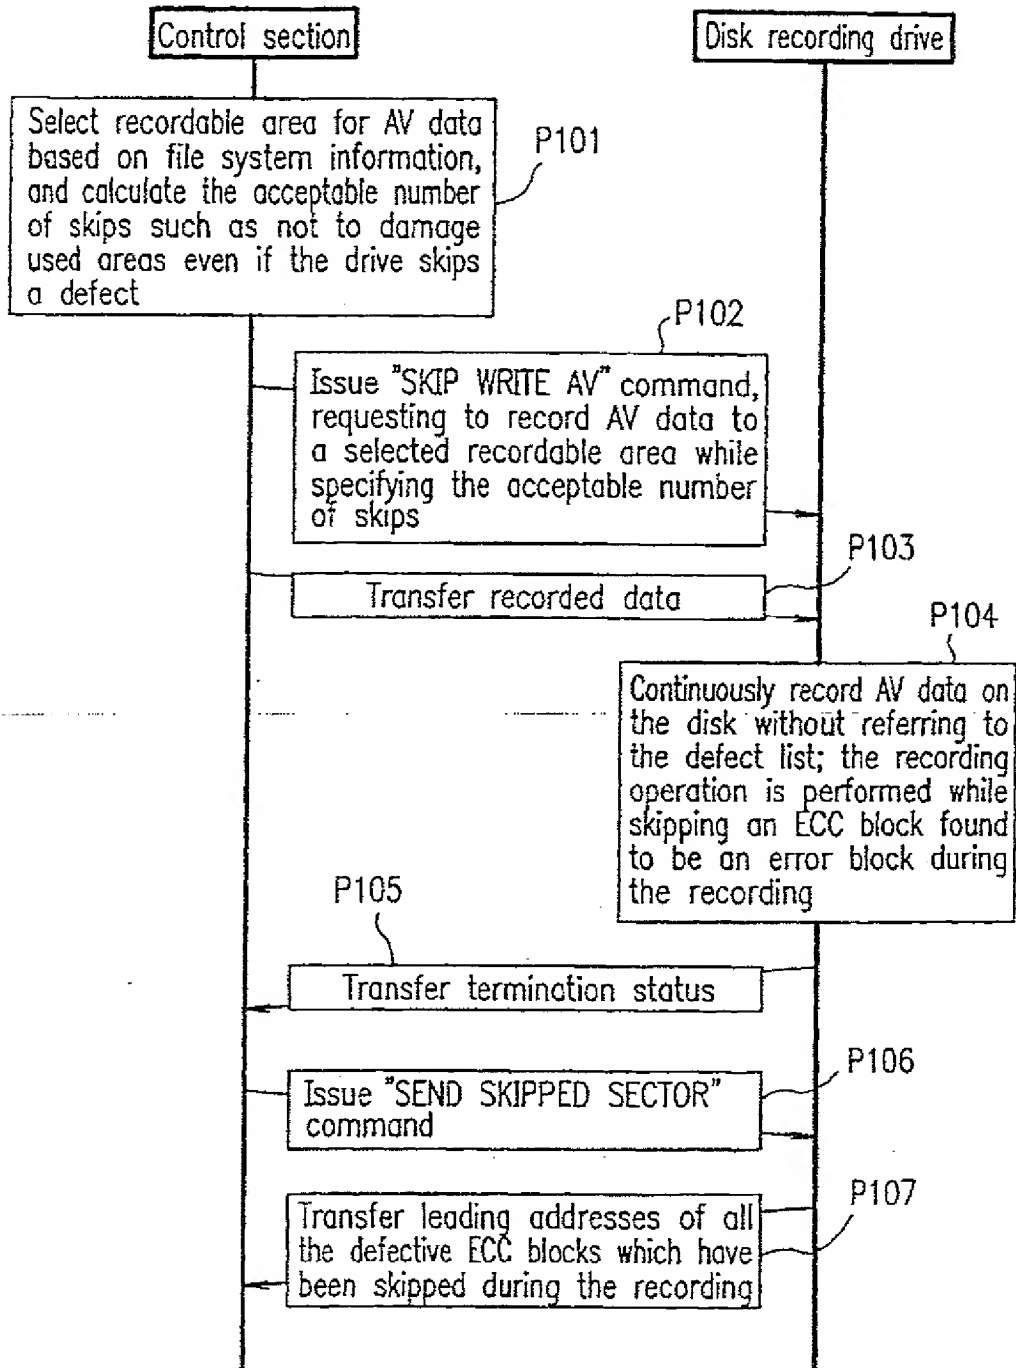 Control section
Disk recording drive
Select recordable area for AV data
based on file system information,
and calculate the acceptable number
of skips such as not to damage
used areas even if the drive skips
a defect
P101
P102
Issue "SKIP WRITE AV" command,
requesting to record AV data to
a selected recordable area while
specifying the acceptable number
of skips
P103
Transfer recorded data
P104
Continuously record AV data on
the disk without referring to
the defect list; the recording
operation is performed while
skipping an ECC block found
to be an error block during
the recording
P105
Transfer termination status
P106
Issue "SEND SKIPPED SECTOR"
command
P107
Transfer leading addresses of all
the defective ECC blocks which have
been skipped during the recording